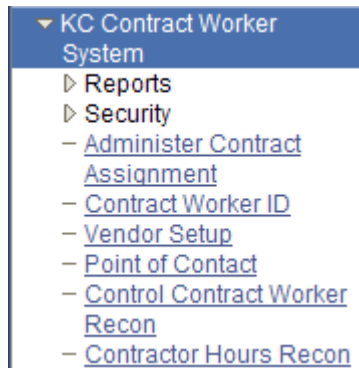 KC Contract Worker
System
Reports
Security
Administer Contract
Assignment
Contract Worker ID
Vendor Setup
Point of Contact
Control Contract Worker
Recon
Contractor Hours Recon